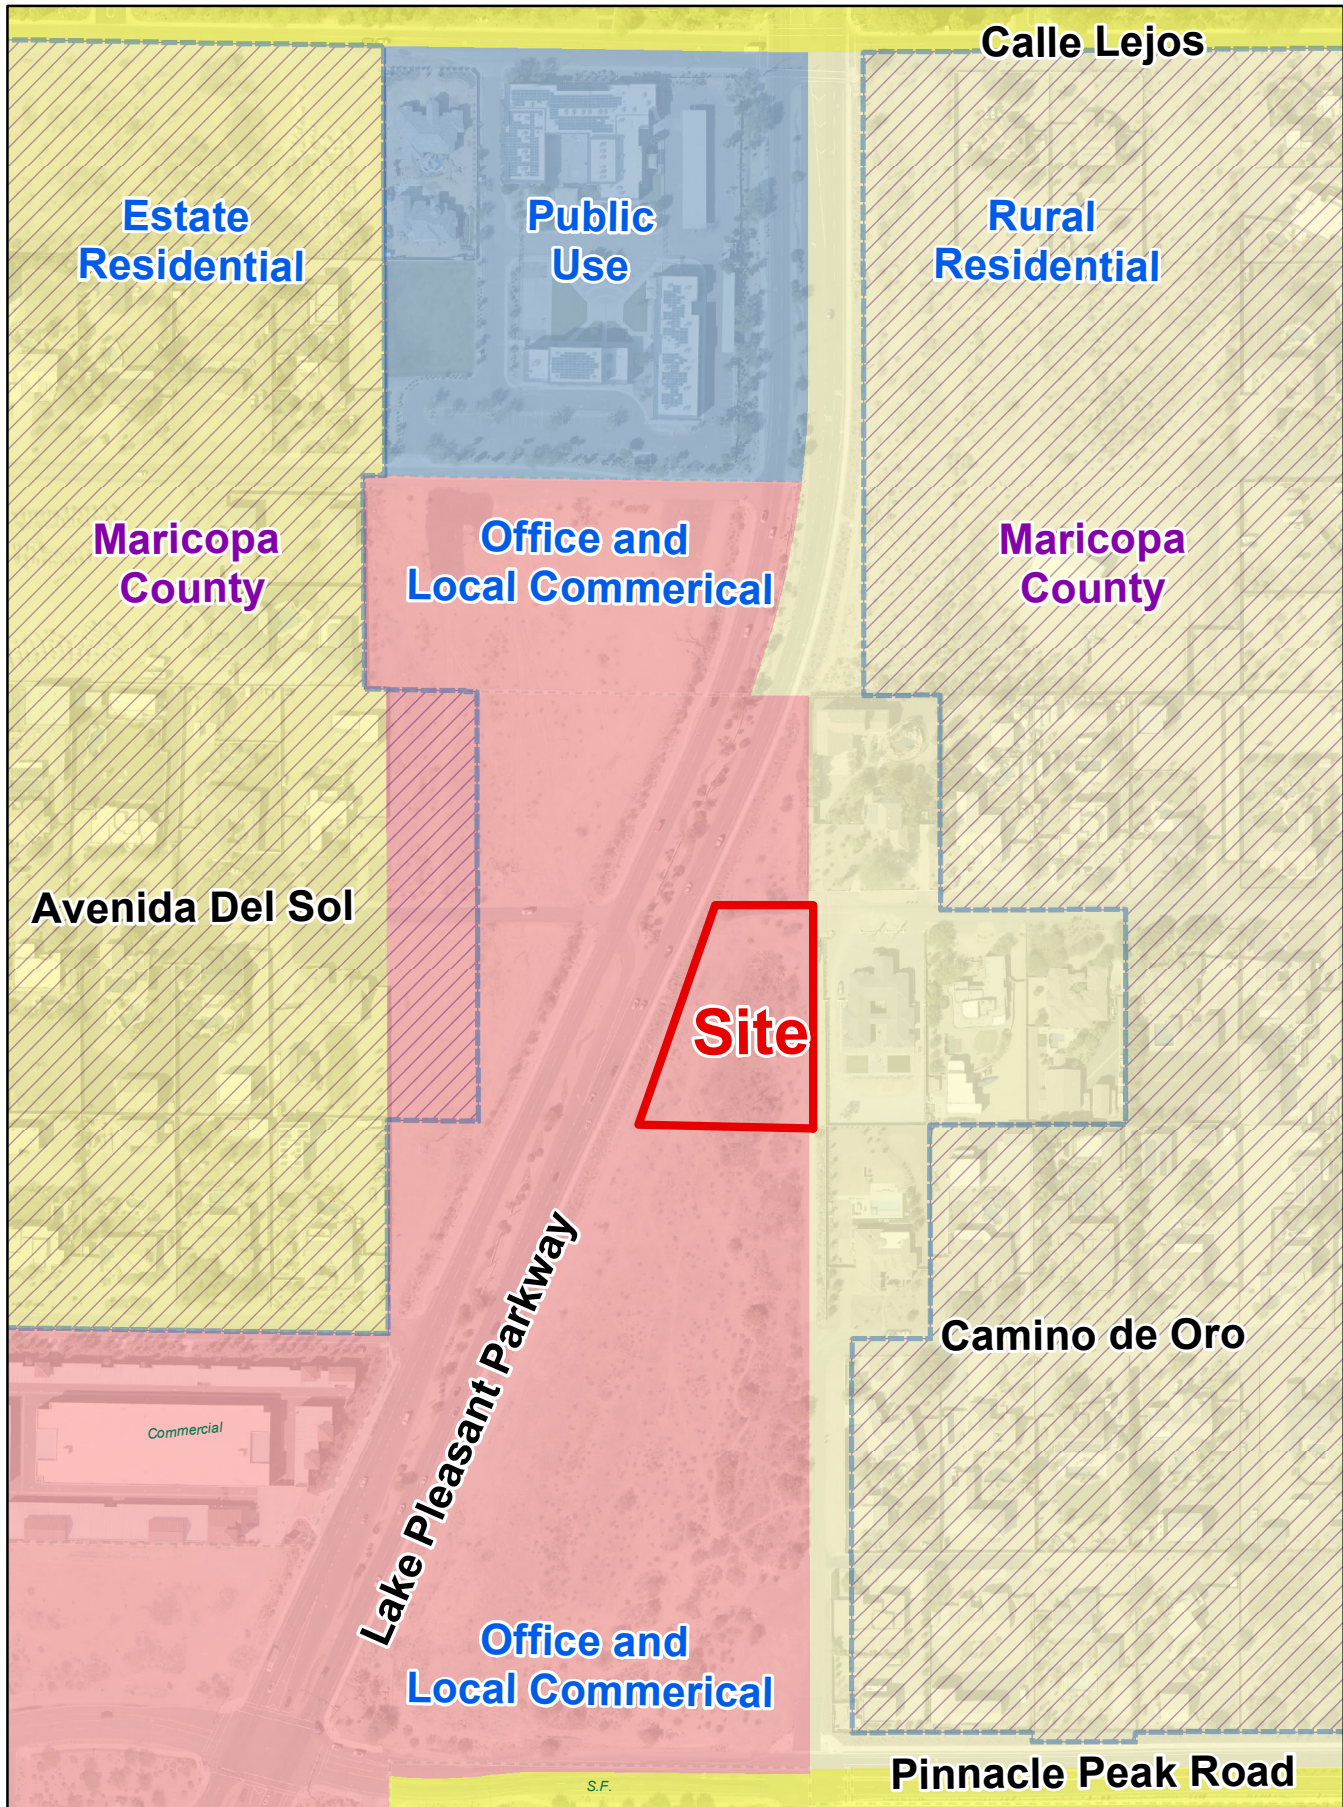 Calle Lejos
Estate
Residential
Public
Use
Rural
Residential
Maricopa
County
Office and
Local Commerical
Maricopa
County
Avenida Del Sol
Site
Lake Pleasant Parkway
Camino de Oro
Commercial
Office and
Local Commerical
Pinnacle Peak Road
S.F.